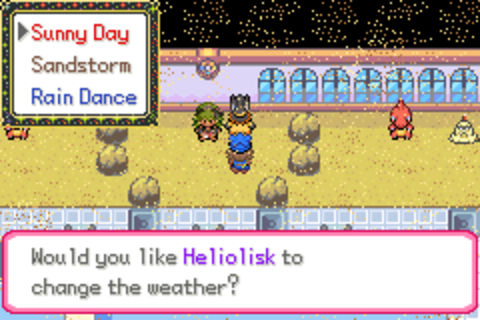 Sunny Day
Sandstorm
Rain Dance
Would you like Heliolisk to
change the weather?